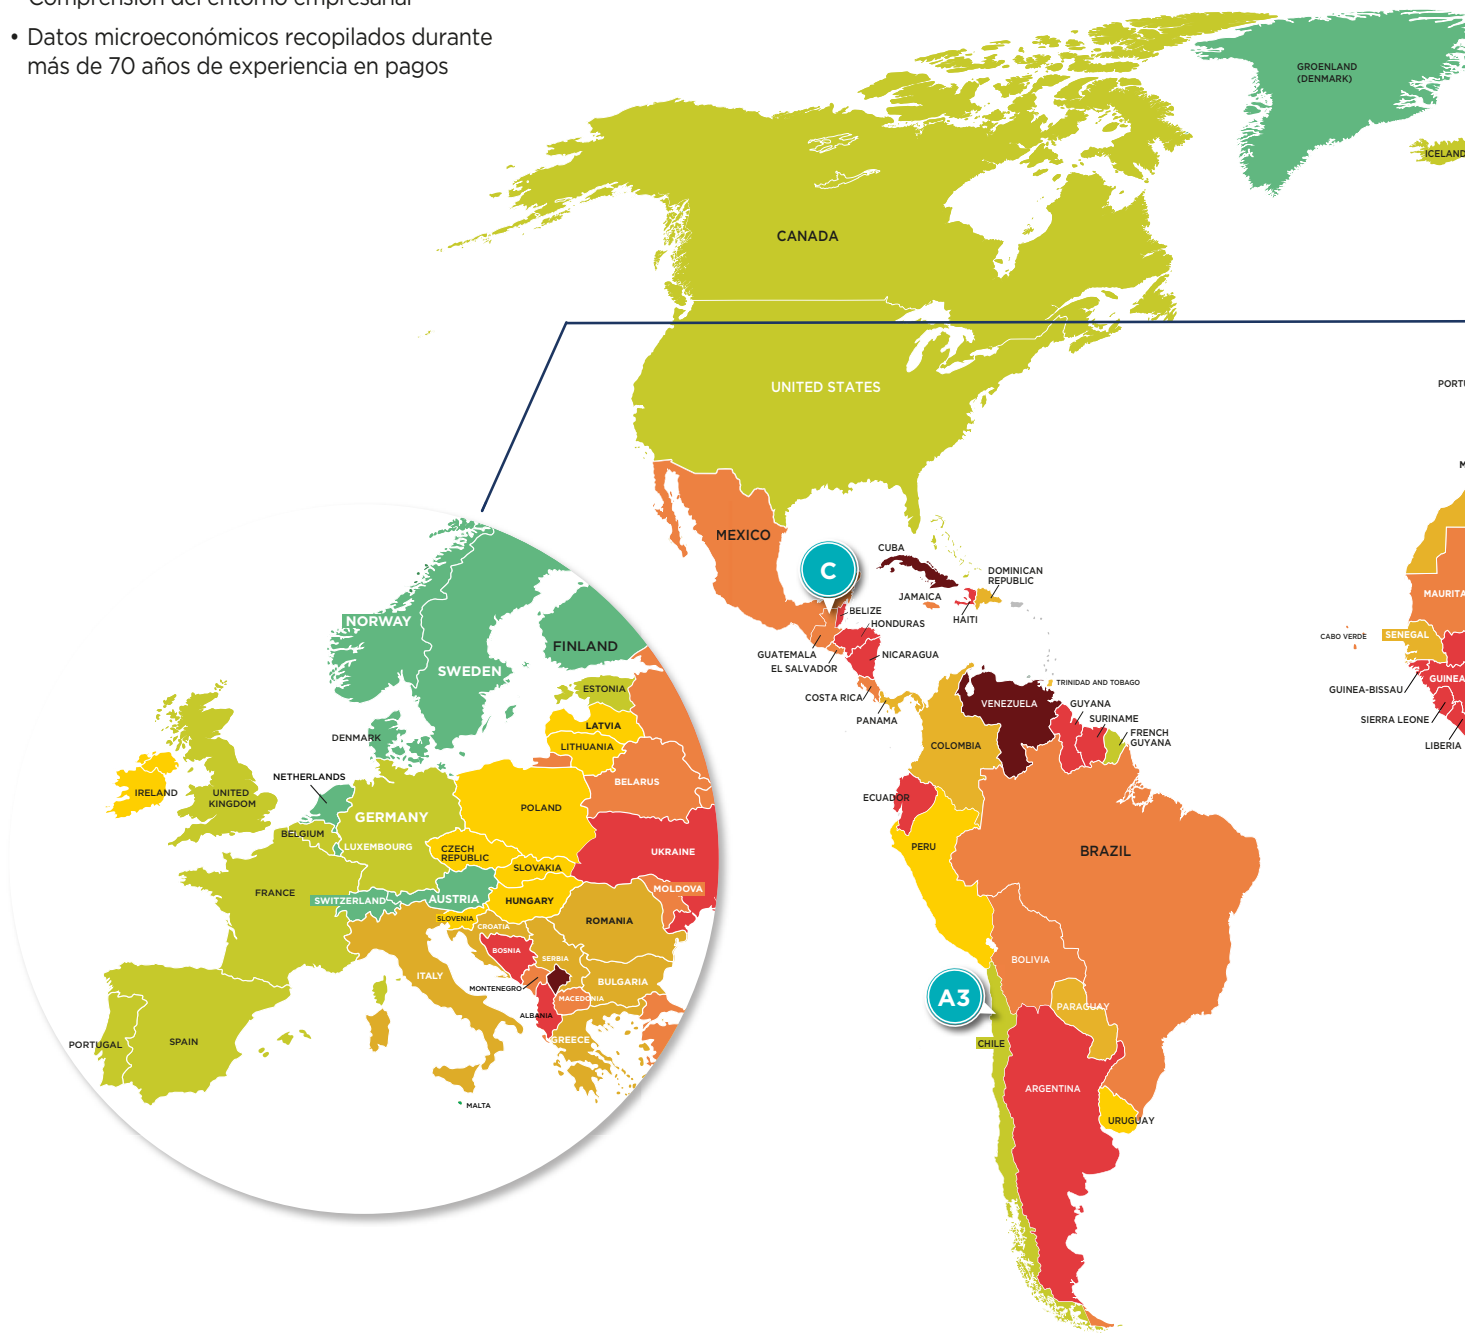 Comprensión del entorno empresarial
• Datos microeconómicos recopilados durante
más de 70 años de experiencia en pagos
GROENLAND
(DENMARK)
ICELAND
CANADA
UNITED STATES
MEXICO
C
CUBA
DOMINICAN
REPUBLIC
JAMAICA
HAITI
BELIZE
HONDURAS
GUATEMALA
EL SALVADOR
NICARAGUA
COSTA RICA
PANAMA
TRINIDAD AND TOBAGO
VENEZUELA
GUYANA
SURINAME
FRENCH
GUYANA
COLOMBIA
ECUADOR
PERU
BRAZIL
BOLIVIA
PARAGUAY
A3
CHILE
ARGENTINA
URUGUAY
PORTU
M
MAURITA
CABO VERDE
SENEGAL
GUINEA
GUINEA-BISSAU
SIERRA LEONE
LIBERIA
NORWAY
SWEDEN
FINLAND
ESTONIA
LATVIA
LITHUANIA
DENMARK
NETHERLANDS
IRELAND
UNITED
KINGDOM
BELARUS
POLAND
GERMANY
BELGIUM
LUXEMBOURG
CZECH
REPUBLIC
SLOVAKIA
UKRAINE
FRANCE
SWITZERLAND
AUSTRIA
HUNGARY
MOLDOVA
SLOVENIA
CROATIA
ROMANIA
BOSNIA
SERBIA
ITALY
MONTENEGRO
BULGARIA
MACEDONIA
ALBANIA
GREECE
PORTUGAL
SPAIN
MALTA